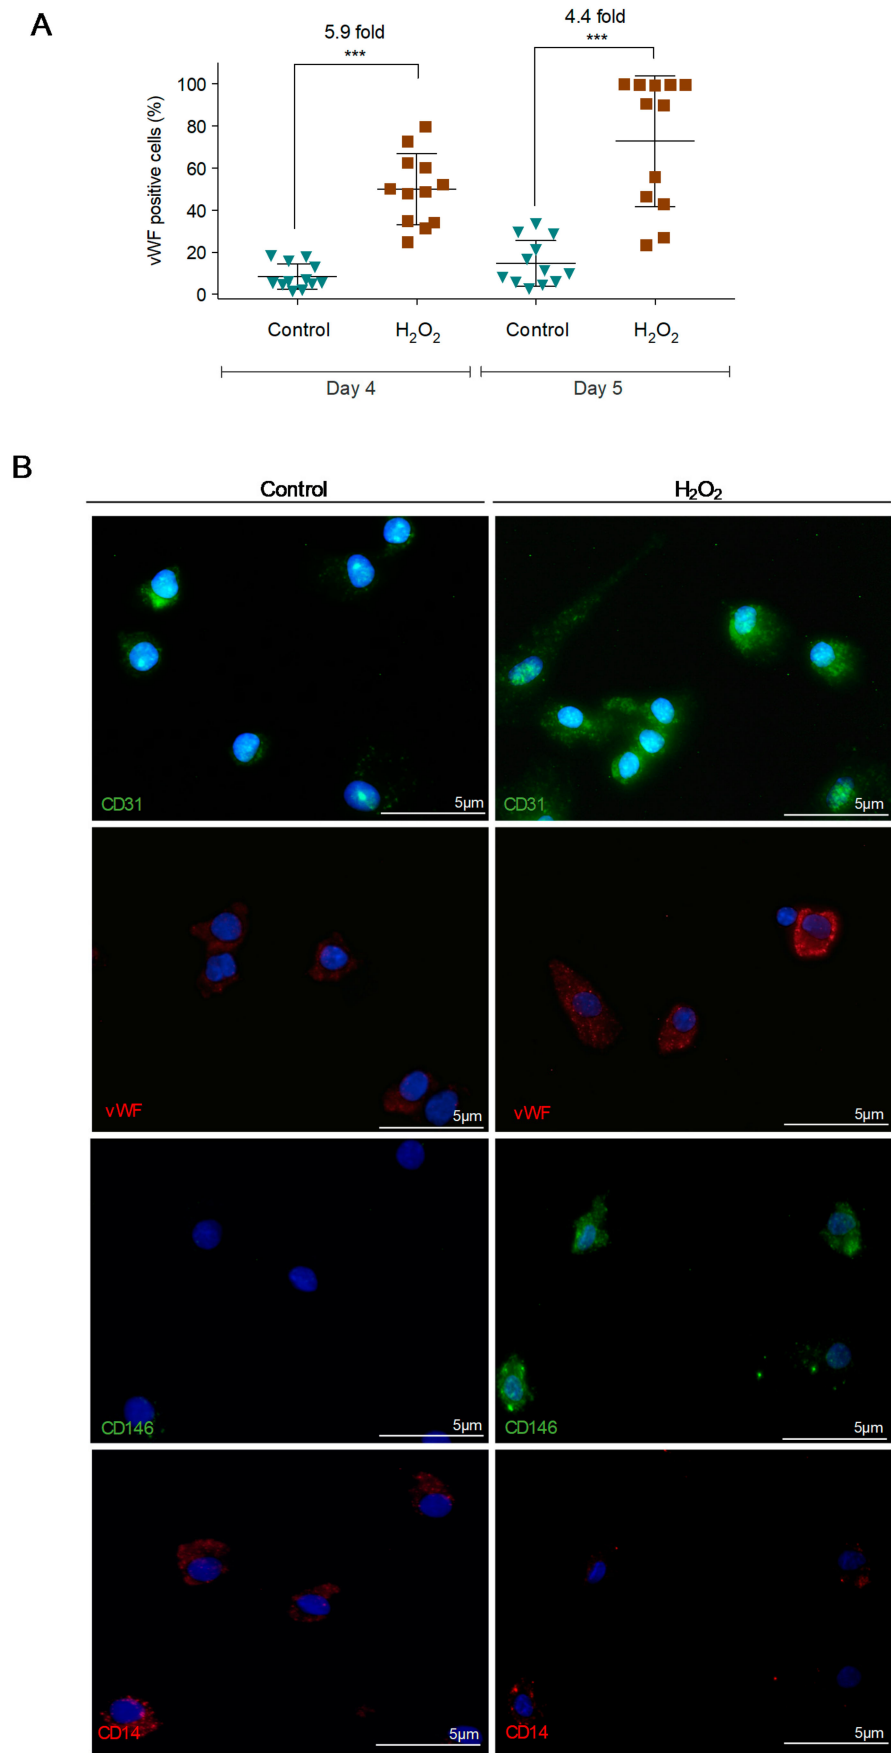 A
5.9 fold
***
4.4 fold
***
vWF positive cells (%)
100
80
60
40
20
0
Control
H₂O₂
Control
H₂O₂
Day 4
Day 5
B
Control
H₂O₂
CD31
5µm
CD31
5µm
vWF
5µm
vWF
5µm
CD146
5µm
CD146
5µm
CD14
5µm
CD14
5µm